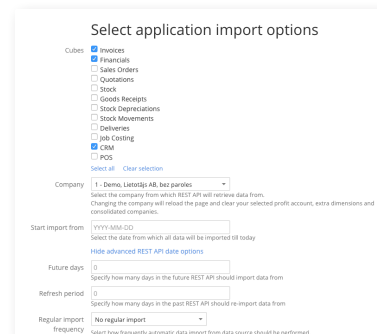 Select application import options
Cubes
Invoices
Financials
Sales Orders
Quotations
Stock
Goods Receipts
Stock Depreciations
Stock Movements
Deliveries
Job Costing
CRM
POS
Select all Clear selection
Company 1 - Demo, Lietotājs AB, bez paroles
Select the company from which REST API will retrieve data from.
Changing the company will reload the page and clear your selected profit account, extra dimensions and
consolidated companies.
Start import from YYYY-MM-DD
Select the date from which all data will be imported till today
Hide advanced REST API date options
Future days 0
Specify how many days in the future REST API should import data from
Refresh period 0
Specify how many days in the past REST API should re-import data from
Regular import No regular import
frequency Select how frequently automatic data import from data source should be performed